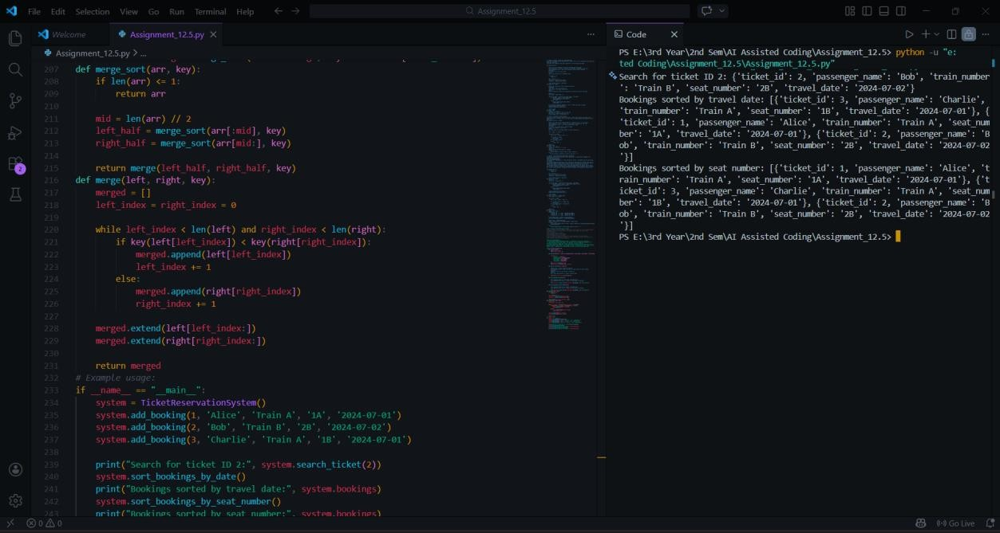 File Edit Selection View Go Run Terminal Help
Assignment_12.5
Welcome
Assignment_12.5.py
Assignment_12.5.py > ...
207 def merge_sort(arr, key):
208     if len(arr) <= 1:
209         return arr
210
211     mid = len(arr) // 2
212     left_half = merge_sort(arr[:mid], key)
213     right_half = merge_sort(arr[mid:], key)
214
215     return merge(left_half, right_half, key)
216 def merge(left, right, key):
217     merged = []
218     left_index = right_index = 0
219
220     while left_index < len(left) and right_index < len(right):
221         if key(left[left_index]) < key(right[right_index]):
222             merged.append(left[left_index])
223             left_index += 1
224         else:
225             merged.append(right[right_index])
226             right_index += 1
227
228     merged.extend(left[left_index:])
229     merged.extend(right[right_index:])
230
231     return merged
232 # Example usage:
233 if __name__ == "__main__":
234     system = TicketReservationSystem()
235     system.add_booking(1, 'Alice', 'Train A', '1A', '2024-07-01')
236     system.add_booking(2, 'Bob', 'Train B', '2B', '2024-07-02')
237     system.add_booking(3, 'Charlie', 'Train A', '1B', '2024-07-01')
238
239     print("Search for ticket ID 2:", system.search_ticket(2))
240     system.sort_bookings_by_date()
241     print("Bookings sorted by travel date:", system.bookings)
242     system.sort_bookings_by_seat_number()
243     print("Bookings sorted by seat number:", system.bookings)
Code
PS E:\3rd Year\2nd Sem\AI Assisted Coding\Assignment_12.5> python -u "e:
ted Coding\Assignment_12.5\Assignment_12.5.py"
Search for ticket ID 2: {'ticket_id': 2, 'passenger_name': 'Bob', 'train_number
': 'Train B', 'seat_number': '2B', 'travel_date': '2024-07-02'}
Bookings sorted by travel date: [{'ticket_id': 3, 'passenger_name': 'Charlie',
'train_number': 'Train A', 'seat_number': '1B', 'travel_date': '2024-07-01'}, {
'ticket_id': 1, 'passenger_name': 'Alice', 'train_number': 'Train A', 'seat_num
ber': '1A', 'travel_date': '2024-07-01'}, {'ticket_id': 2, 'passenger_name': 'B
ob', 'train_number': 'Train B', 'seat_number': '2B', 'travel_date': '2024-07-02
'}]
Bookings sorted by seat number: [{'ticket_id': 1, 'passenger_name': 'Alice', 't
rain_number': 'Train A', 'seat_number': '1A', 'travel_date': '2024-07-01'}, {'t
icket_id': 3, 'passenger_name': 'Charlie', 'train_number': 'Train A', 'seat_num
ber': '1B', 'travel_date': '2024-07-01'}, {'ticket_id': 2, 'passenger_name': 'B
ob', 'train_number': 'Train B', 'seat_number': '2B', 'travel_date': '2024-07-02
'}]
PS E:\3rd Year\2nd Sem\AI Assisted Coding\Assignment_12.5>
2
0 0
Go Live